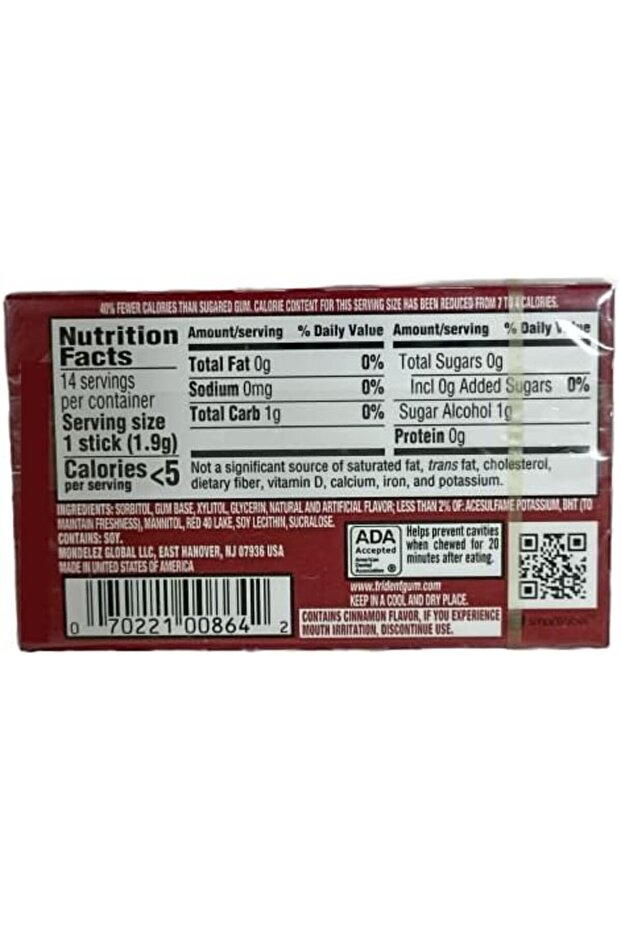 40% FEWER CALORIES THAN SUGARED GUM. CALORIE CONTENT FOR THIS SERVING SIZE HAS BEEN REDUCED FROM 7 TO 4 CALORIES.
Nutrition
Facts
14 servings
per container
Serving size
1 stick (1.9g)
Calories <5
per serving
Amount/serving % Daily Value
Total Fat 0g 0%
Sodium 0mg 0%
Total Carb 1g 0%
Amount/serving % Daily Value
Total Sugars 0g
Incl 0g Added Sugars 0%
Sugar Alcohol 1g
Protein 0g
Not a significant source of saturated fat, trans fat, cholesterol,
dietary fiber, vitamin D, calcium, iron, and potassium.
INGREDIENTS: SORBITOL, GUM BASE, XYLITOL, GLYCERIN, NATURAL AND ARTIFICIAL FLAVOR; LESS THAN 2% OF: ACESULFAME POTASSIUM, BHT (TO
MAINTAIN FRESHNESS), MANNITOL, RED 40 LAKE, SOY LECITHIN, SUCRALOSE.
CONTAINS: SOY.
MONDELEZ GLOBAL LLC, EAST HANOVER, NJ 07936 USA
MADE IN UNITED STATES OF AMERICA
0 70221 00864 2
ADA
Accepted
American
Dental
Association ®
Helps prevent cavities
when chewed for 20
minutes after eating.
www.tridentgum.com
KEEP IN A COOL AND DRY PLACE.
CONTAINS CINNAMON FLAVOR, IF YOU EXPERIENCE
MOUTH IRRITATION, DISCONTINUE USE.